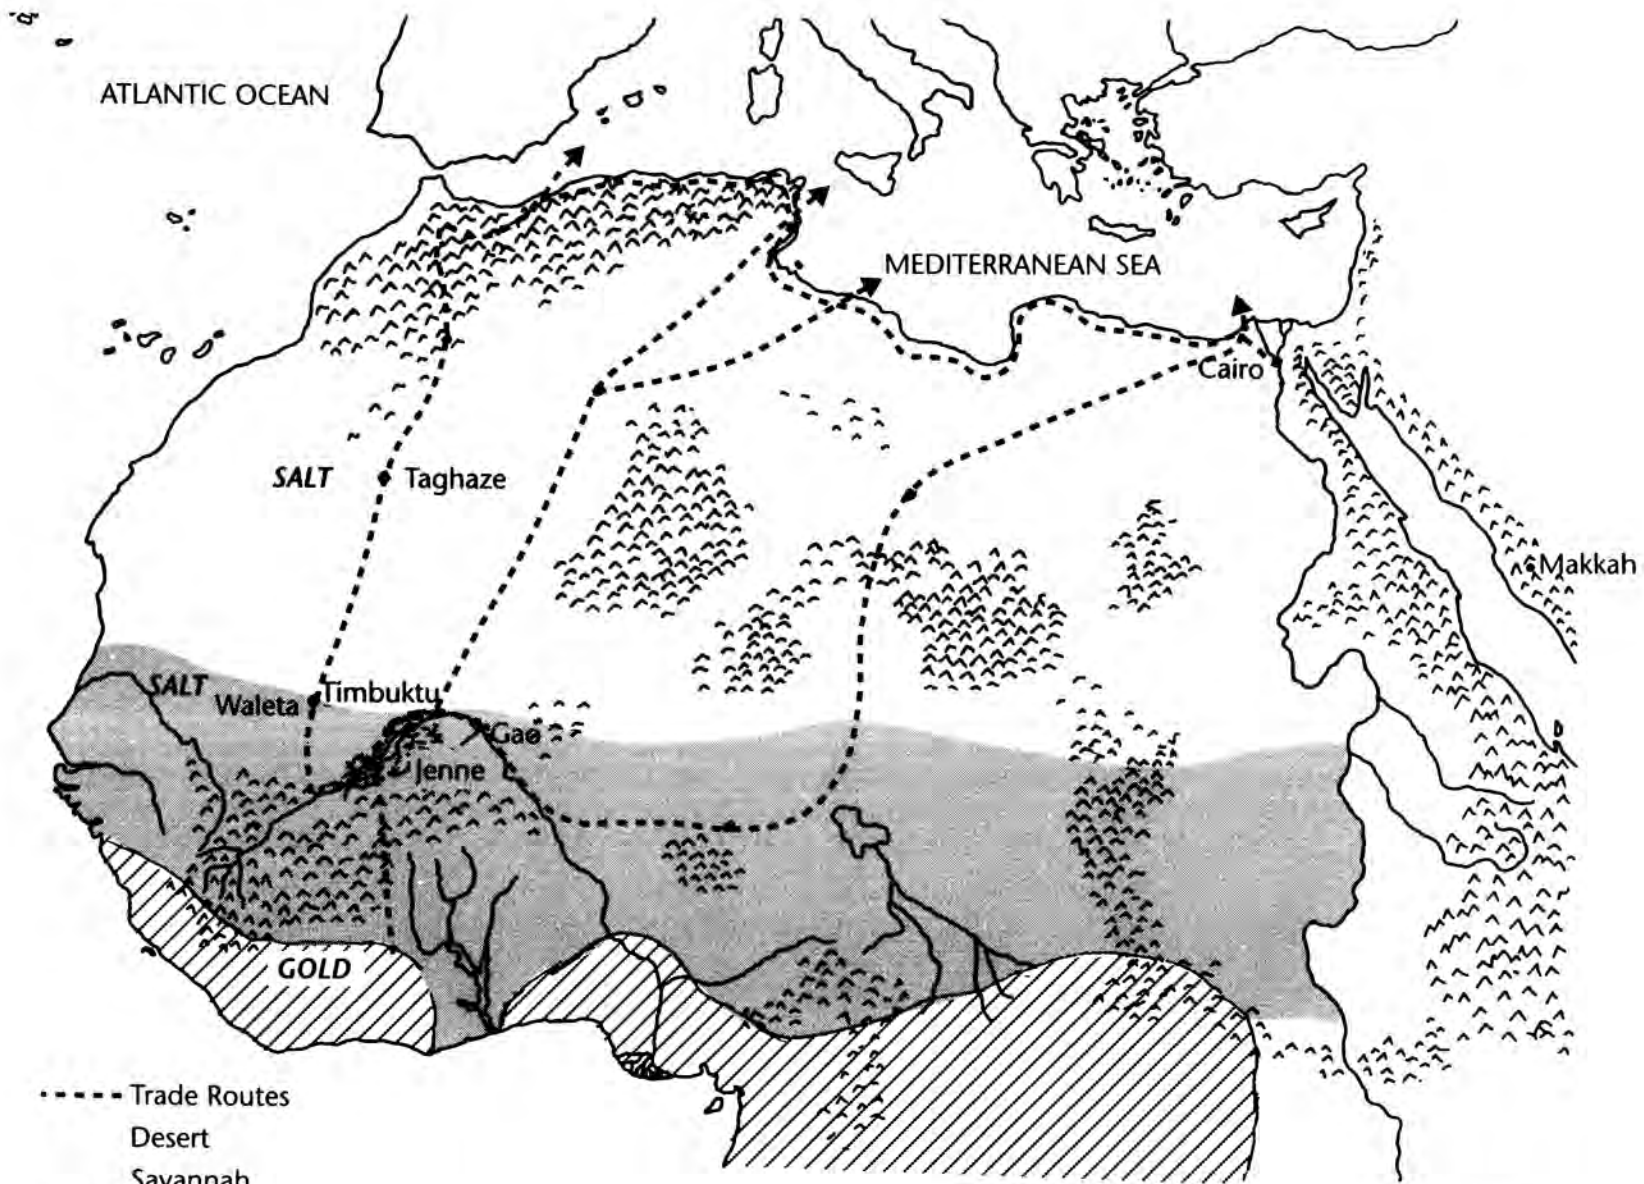 ATLANTIC OCEAN
MEDITERRANEAN SEA
Cairo
SALT
Taghaze
Makkah
SALT
Waleta
Timbuktu
Gao
Jenne
GOLD
Trade Routes
Desert
Savannah